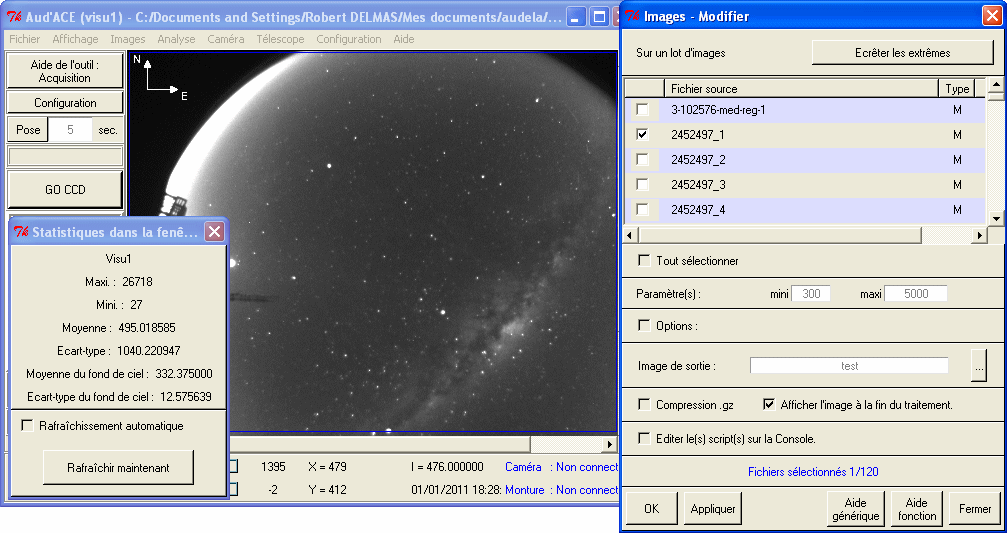 Aud'ACE (visu1) - C:/Documents and Settings/Robert DELMAS/Mes documents/audela/...
Fichier Affichage Images Analyse Caméra Télescope Configuration Aide
Aide de l'outil :
Acquisition
Configuration
Pose 5 sec.
GO CCD
N
E
Statistiques dans la fenê...
Visu1
Maxi. : 26718
Mini. : 27
Moyenne : 495.018585
Ecart-type : 1040.220947
Moyenne du fond de ciel : 332.375000
Ecart-type du fond de ciel : 12.575639
Rafraîchissement automatique
Rafraîchir maintenant
1395 X = 479 I = 476.000000 Caméra : Non connect
-2 Y = 412 01/01/2011 18:28: Monture : Non connect
Images - Modifier
Sur un lot d'images Ecrêter les extrêmes
Fichier source Type
3-102576-med-reg-1 M
2452497_1 M
2452497_2 M
2452497_3 M
2452497_4 M
Tout sélectionner
Paramètre(s) : mini 300 maxi 5000
Options :
Image de sortie : test ...
Compression .gz Afficher l'image à la fin du traitement.
Editer le(s) script(s) sur la Console.
Fichiers sélectionnés 1/120
OK Appliquer Aide générique Aide fonction Fermer